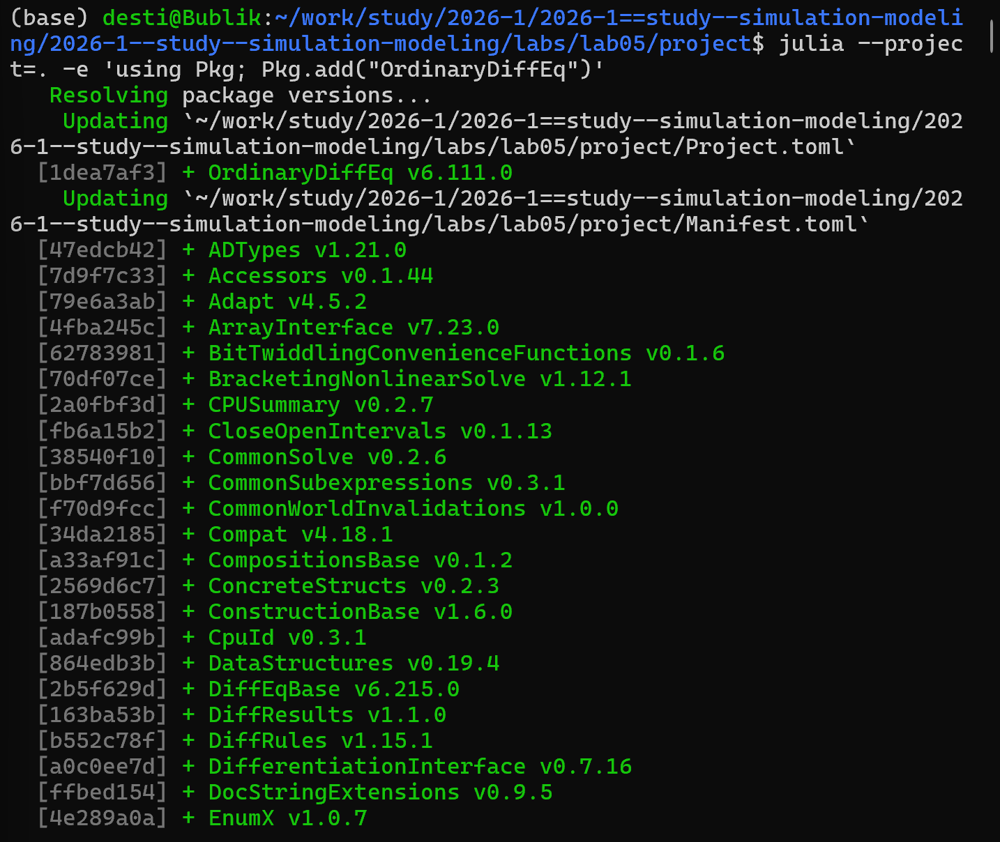 (base) desti@Bublik:~/work/study/2026-1/2026-1==study--simulation-modeli
ng/2026-1--study--simulation-modeling/labs/lab05/project$ julia --projec
t=. -e 'using Pkg; Pkg.add("OrdinaryDiffEq")'
   Resolving package versions...
    Updating `~/work/study/2026-1/2026-1==study--simulation-modeling/202
6-1--study--simulation-modeling/labs/lab05/project/Project.toml`
  [1dea7af3] + OrdinaryDiffEq v6.111.0
    Updating `~/work/study/2026-1/2026-1==study--simulation-modeling/202
6-1--study--simulation-modeling/labs/lab05/project/Manifest.toml`
  [47edcb42] + ADTypes v1.21.0
  [7d9f7c33] + Accessors v0.1.44
  [79e6a3ab] + Adapt v4.5.2
  [4fba245c] + ArrayInterface v7.23.0
  [62783981] + BitTwiddlingConvenienceFunctions v0.1.6
  [70df07ce] + BracketingNonlinearSolve v1.12.1
  [2a0fbf3d] + CPUSummary v0.2.7
  [fb6a15b2] + CloseOpenIntervals v0.1.13
  [38540f10] + CommonSolve v0.2.6
  [bbf7d656] + CommonSubexpressions v0.3.1
  [f70d9fcc] + CommonWorldInvalidations v1.0.0
  [34da2185] + Compat v4.18.1
  [a33af91c] + CompositionsBase v0.1.2
  [2569d6c7] + ConcreteStructs v0.2.3
  [187b0558] + ConstructionBase v1.6.0
  [adafc99b] + CpuId v0.3.1
  [864edb3b] + DataStructures v0.19.4
  [2b5f629d] + DiffEqBase v6.215.0
  [163ba53b] + DiffResults v1.1.0
  [b552c78f] + DiffRules v1.15.1
  [a0c0ee7d] + DifferentiationInterface v0.7.16
  [ffbed154] + DocStringExtensions v0.9.5
  [4e289a0a] + EnumX v1.0.7